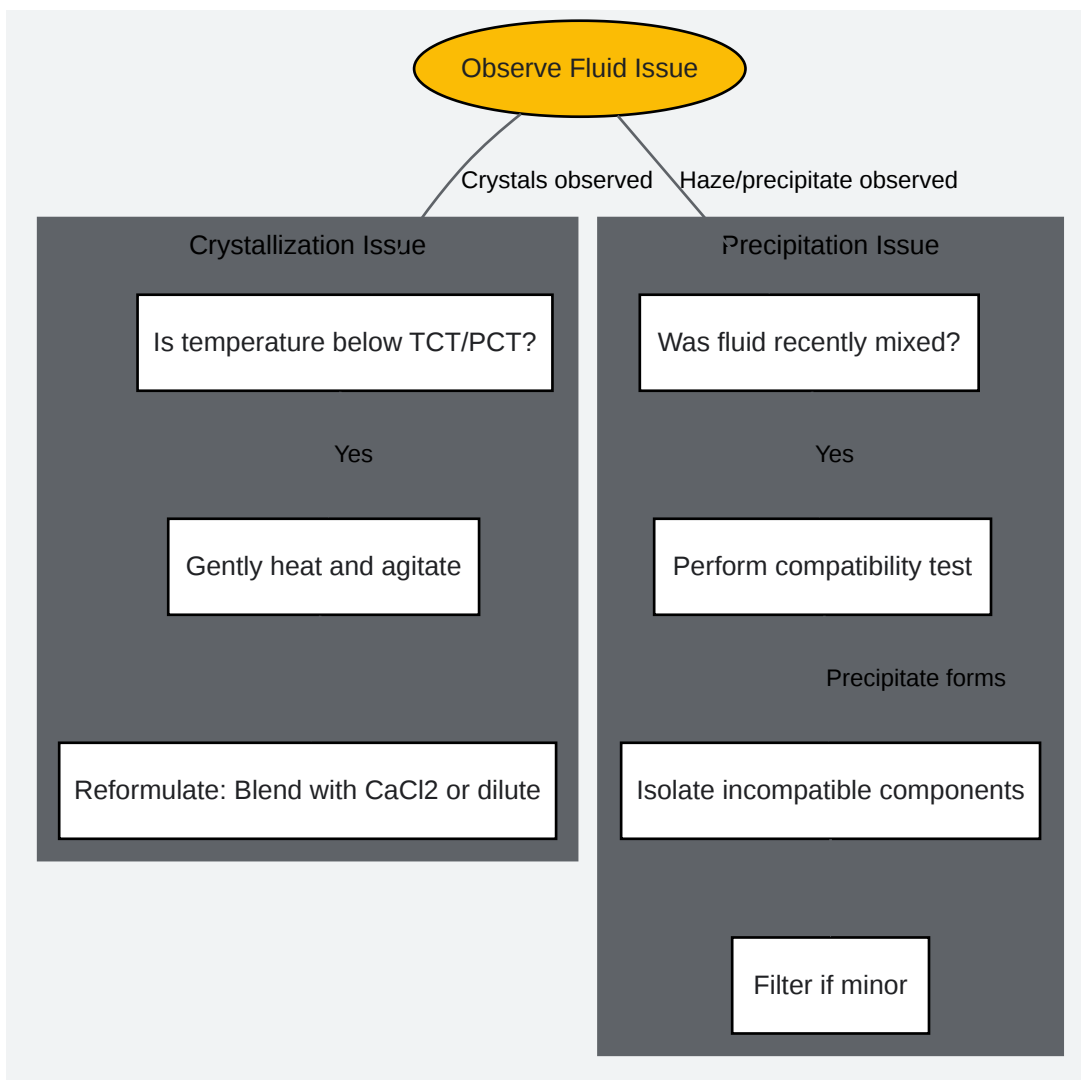 Observe Fluid Issue
Crystals observed
Haze/precipitate observed
Crystallization Issue
Is temperature below TCT/PCT?
Yes
Gently heat and agitate
Reformulate: Blend with CaCl2 or dilute
Precipitation Issue
Was fluid recently mixed?
Yes
Perform compatibility test
Precipitate forms
Isolate incompatible components
Filter if minor